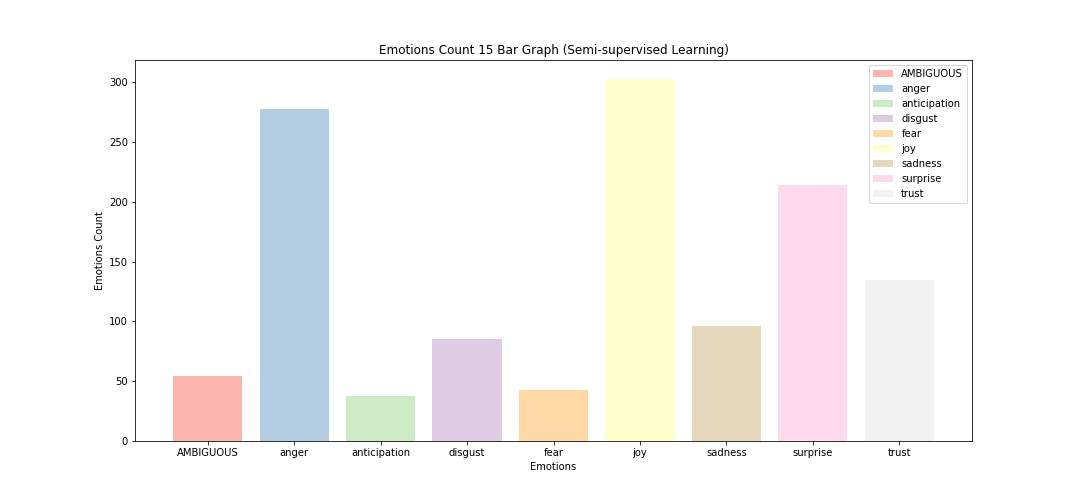 Emotions Count 15 Bar Graph (Semi-supervised Learning)
300
250
200
150
100
50
0
Emotions Count
AMBIGUOUS
anger
anticipation
disgust
fear
joy
sadness
surprise
trust
AMBIGUOUS anger anticipation disgust fear joy sadness surprise trust
Emotions